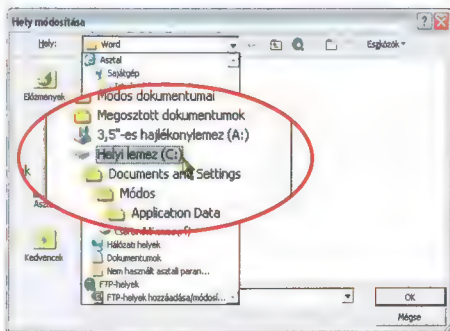 Hely módosítása
Hely:
Word
Eszközök
Asztal
Sajátgép
Előzmények
Módos dokumentumai
Megosztott dokumentumok
3,5"-es hajlékonylemez (A:)
Helyi lemez (C:)
Documents and Settings
Módos
Application Data
Hálózati helyek
Kedvencek
Dokumentumok
Nem használt asztali paran...
FTP-helyek
FTP-helyek hozzáadása/módosí...
OK
Mégse